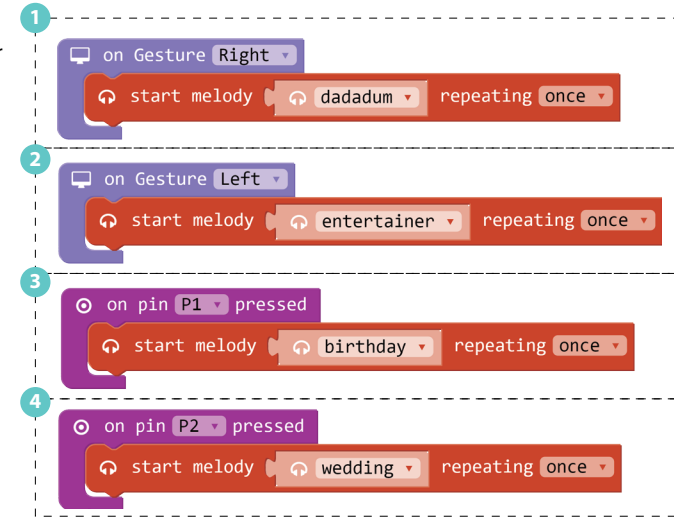 1
on Gesture Right
start melody dadadum repeating once
2
on Gesture Left
start melody entertainer repeating once
3
on pin P1 pressed
start melody birthday repeating once
4
on pin P2 pressed
start melody wedding repeating once